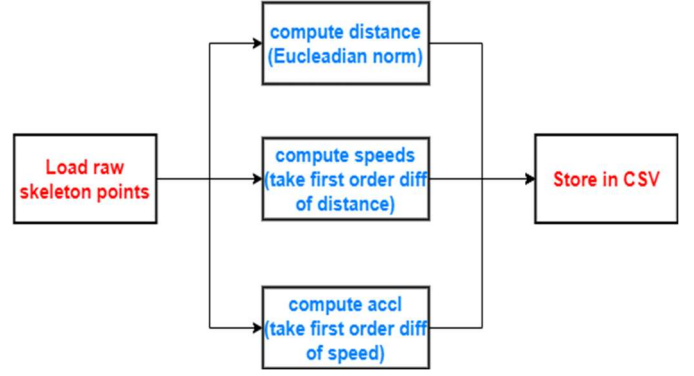 compute distance
(Eucleadian norm)
Load raw
skeleton points
compute speeds
(take first order diff
of distance)
Store in CSV
compute accl
(take first order diff
of speed)